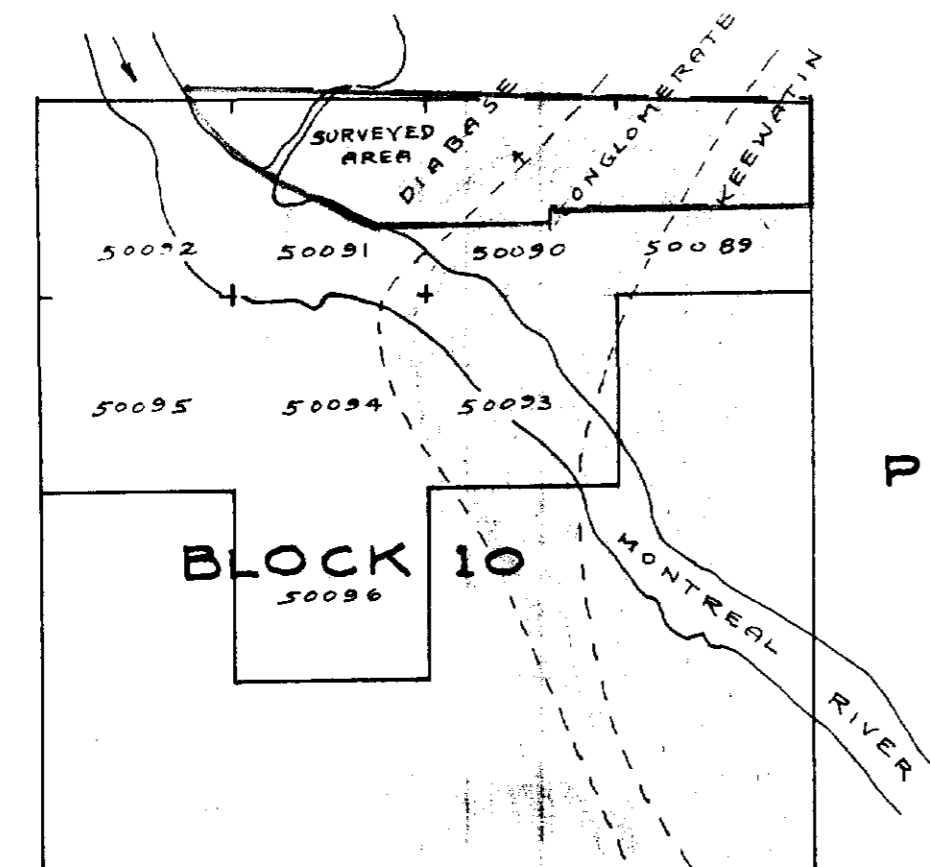 SURVEYED
AREA
DIABASE
CONGLOMERATE
KEEWATIN
50092
50091
50090
50089
50095
50094
50093
P
BLOCK 10
50096
MONTREAL
RIVER